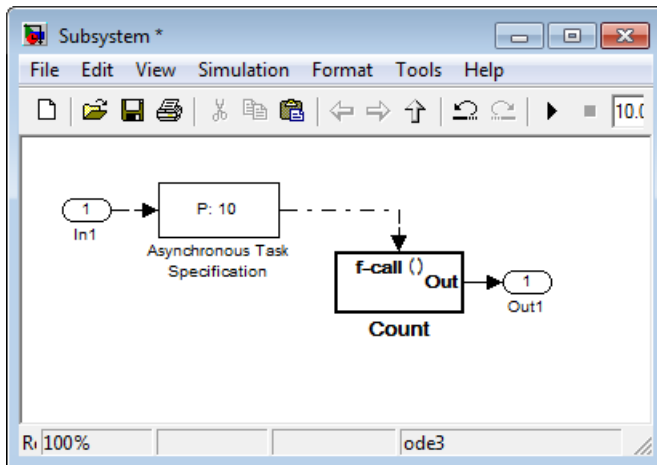 Subsystem *
File Edit View Simulation Format Tools Help
10.0
1
In1
P: 10
Asynchronous Task
Specification
f-call ()
Out
Count
1
Out1
100%
ode3